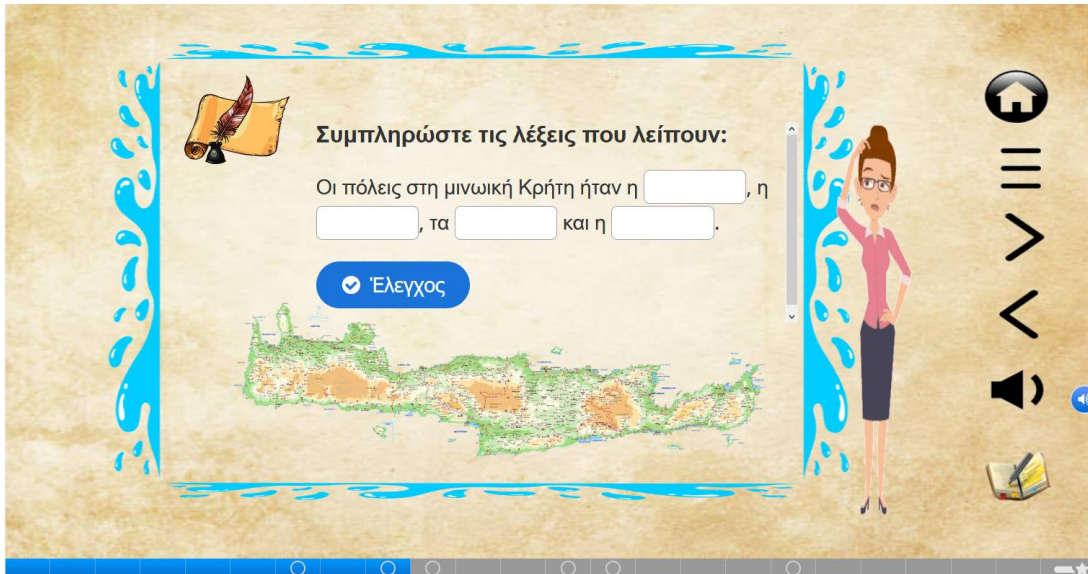 Συμπληρώστε τις λέξεις που λείπουν:
Οι πόλεις στη μινωική Κρήτη ήταν η , η
, τα και η .
Έλεγχος